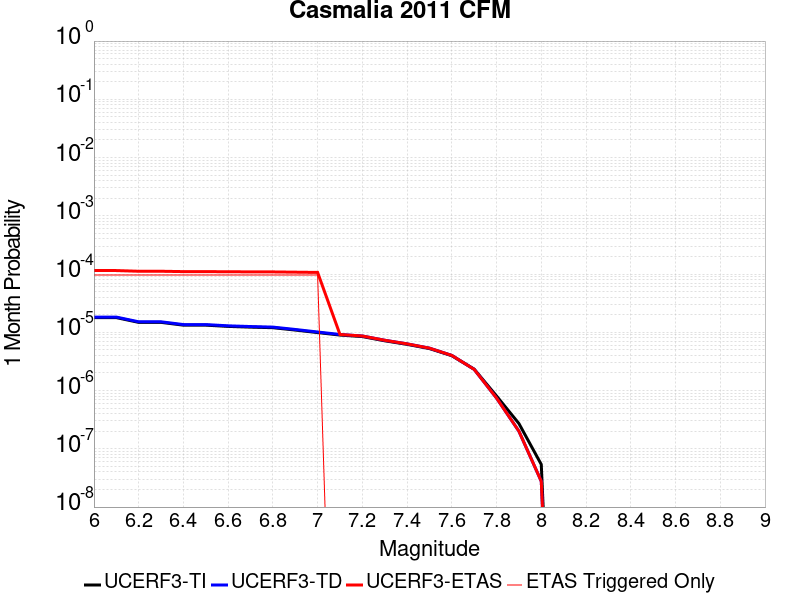 Casmalia 2011 CFM
10^0
10^-1
10^-2
10^-3
10^-4
10^-5
10^-6
10^-7
10^-8
1 Month Probability
6 6.2 6.4 6.6 6.8 7 7.2 7.4 7.6 7.8 8 8.2 8.4 8.6 8.8 9
Magnitude
UCERF3-TI UCERF3-TD UCERF3-ETAS ETAS Triggered Only